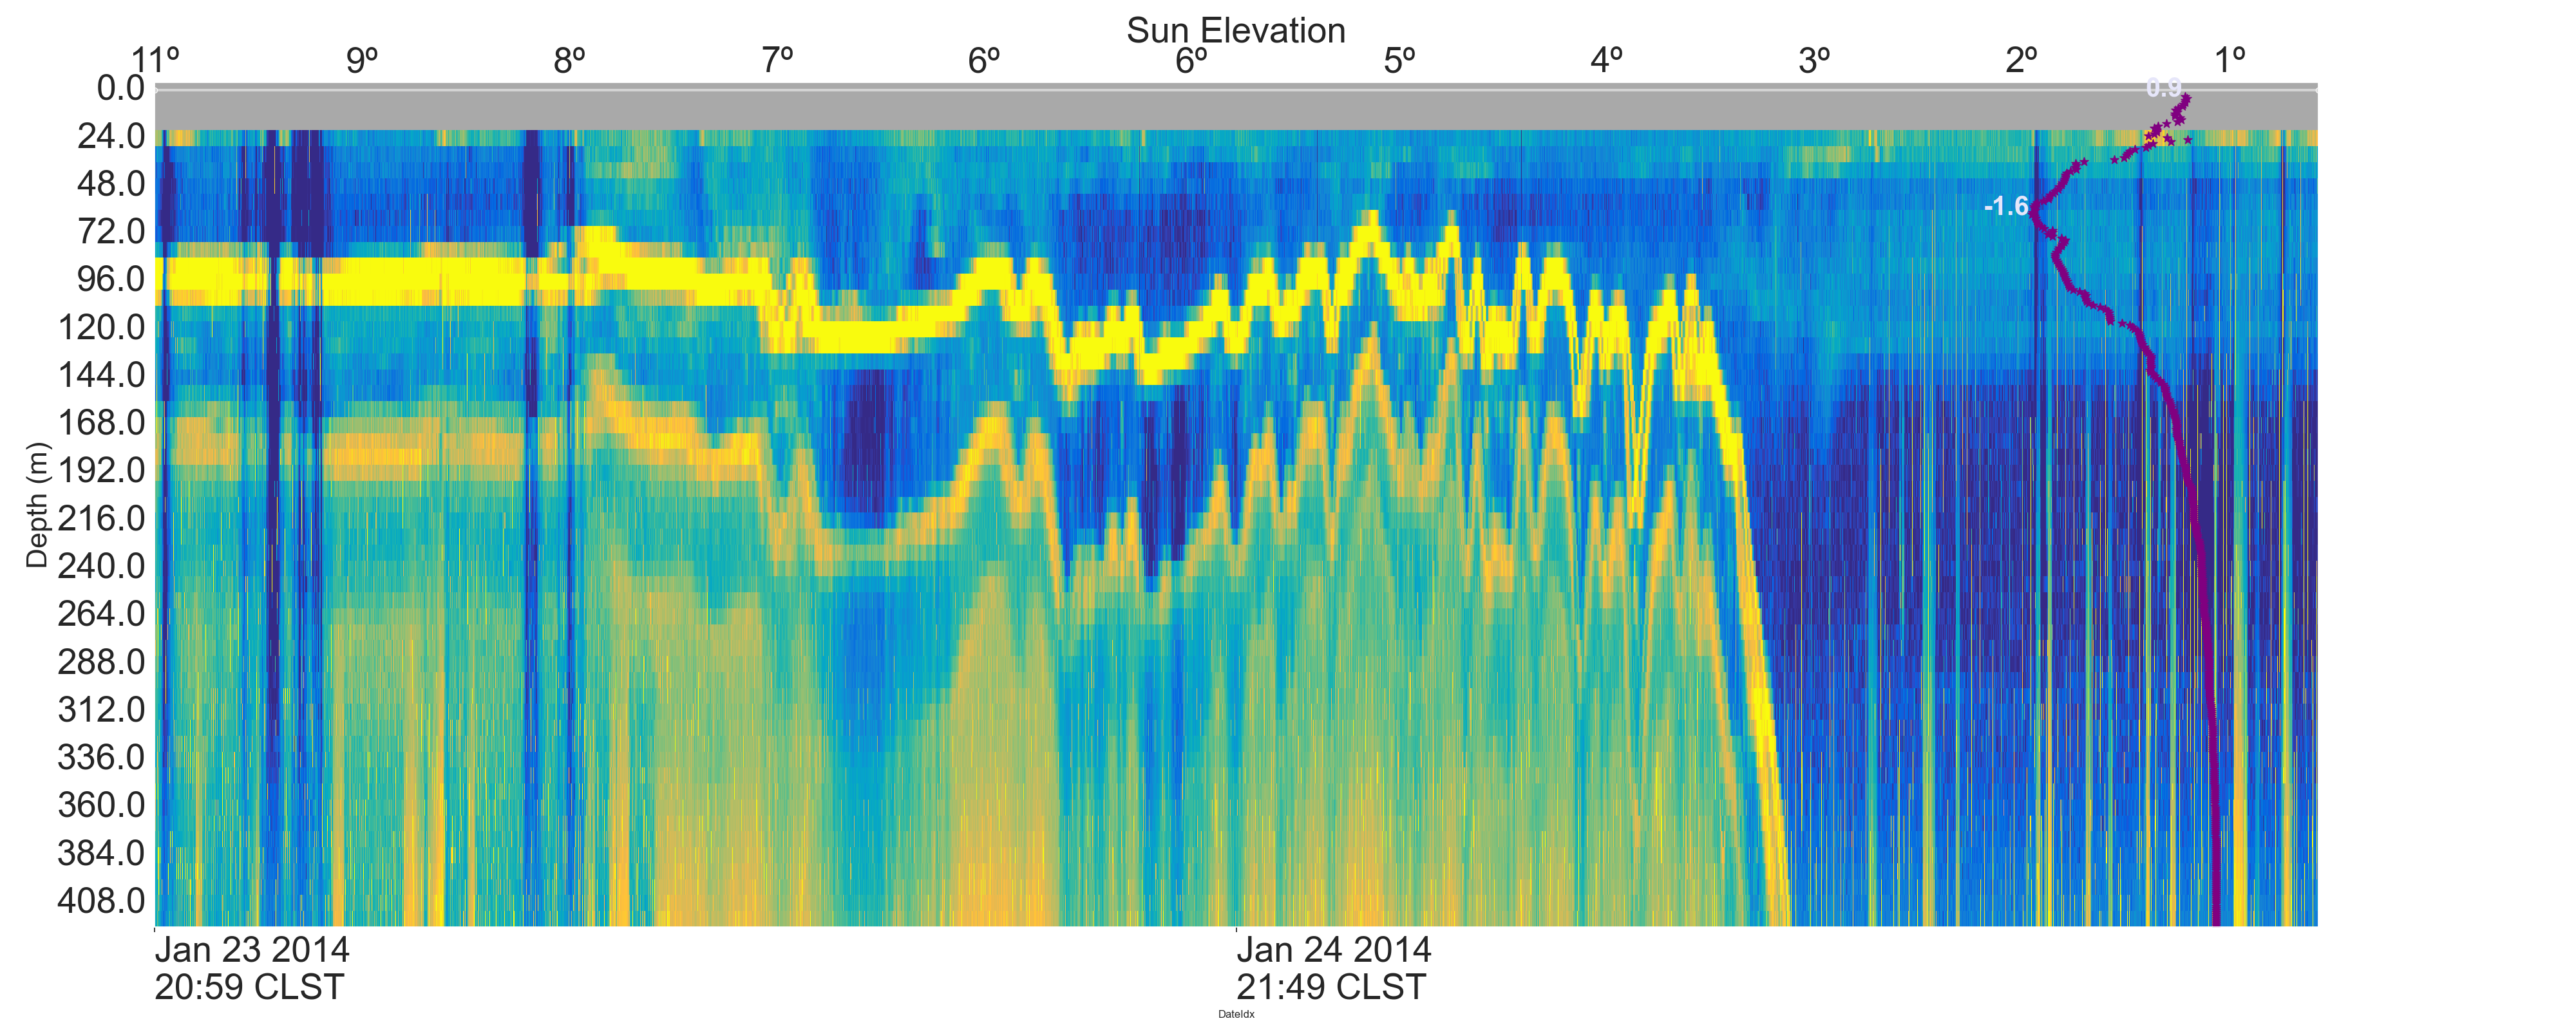 Sun Elevation
11º 9º 8º 7º 6º 6º 5º 4º 3º 2º 1º
0.0
0.9
24.0
48.0
-1.6
72.0
96.0
120.0
144.0
168.0
192.0
216.0
240.0
264.0
288.0
312.0
336.0
360.0
384.0
408.0
Depth (m)
Jan 23 2014
20:59 CLST
Jan 24 2014
21:49 CLST
DateIdx